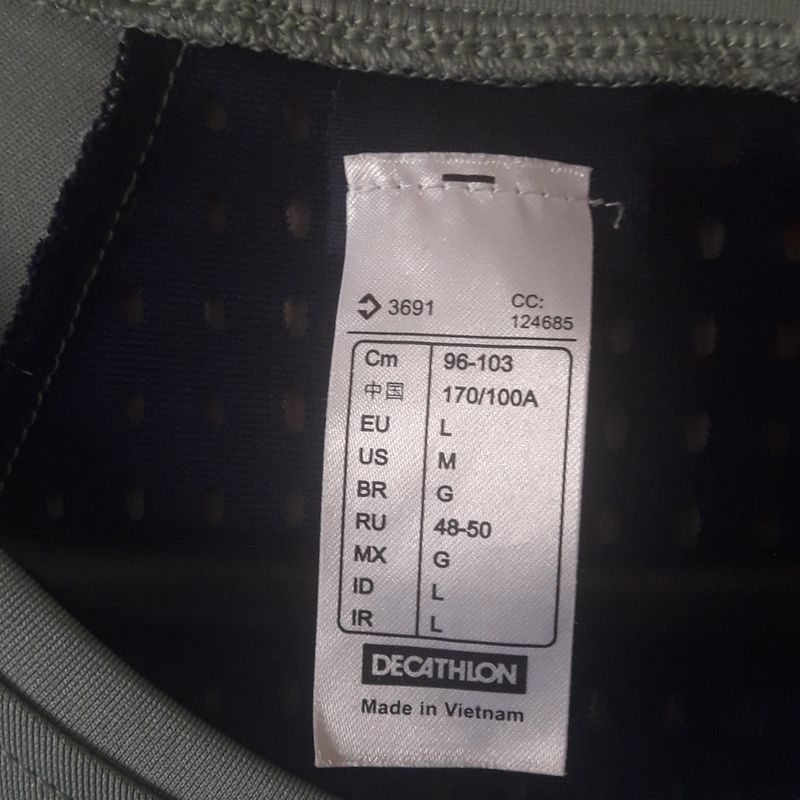 3691 CC:
124685
Cm 96-103
中国 170/100A
EU L
US M
BR G
RU 48-50
MX G
ID L
IR L
DECATHLON
Made in Vietnam